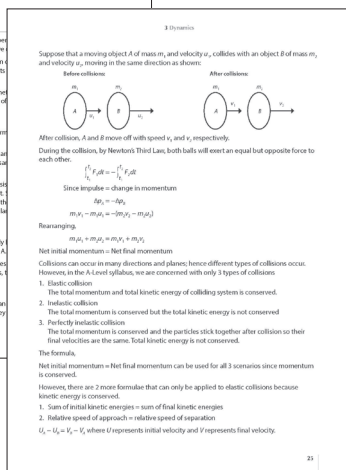 3 Dynamics
Suppose that a moving object A of mass m₁ and velocity u₁, collides with an object B of mass m₂
and velocity u₂, moving in the same direction as shown:
Before collisions: After collisions:
m₁ m₂ m₁ m₂
A B A B
u₁ u₂ v₁ v₂
After collision, A and B move off with speed v₁ and v₂ respectively.
During the collision, by Newton's Third Law, both balls will exert an equal but opposite force to
each other.
Since impulse = change in momentum
Δp_A = –Δp_B
m₁v₁ – m₁u₁ = –(m₂v₂ – m₂u₂)
Rearranging,
m₁u₁ + m₂u₂ = m₁v₁ + m₂v₂
Net initial momentum = Net final momentum
Collisions can occur in many directions and planes; hence different types of collisions occur.
However, in the A-Level syllabus, we are concerned with only 3 types of collisions
1. Elastic collision
The total momentum and total kinetic energy of colliding system is conserved.
2. Inelastic collision
The total momentum is conserved but the total kinetic energy is not conserved
3. Perfectly inelastic collision
The total momentum is conserved and the particles stick together after collision so their
final velocities are the same. Total kinetic energy is not conserved.
The formula,
Net initial momentum = Net final momentum can be used for all 3 scenarios since momentum
is conserved.
However, there are 2 more formulae that can only be applied to elastic collisions because
kinetic energy is conserved.
1. Sum of initial kinetic energies = sum of final kinetic energies
2. Relative speed of approach = relative speed of separation
U_A – U_B = V_B – V_A where U represents initial velocity and V represents final velocity.
25